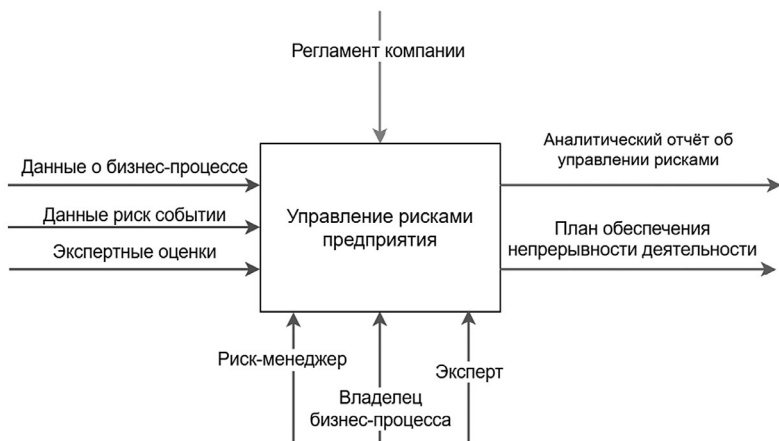 Регламент компании
Данные о бизнес-процессе
Данные риск событии
Экспертные оценки
Управление рисками
предприятия
Аналитический отчёт об
управлении рисками
План обеспечения
непрерывности деятельности
Риск-менеджер
Владелец
бизнес-процесса
Эксперт